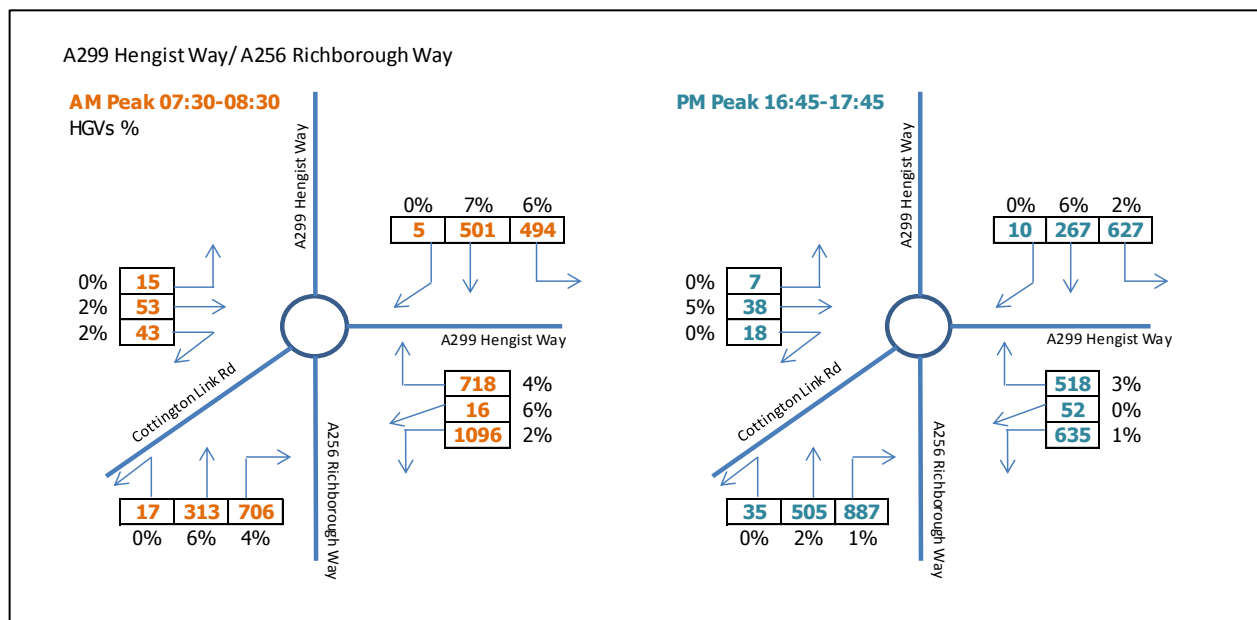 A299 Hengist Way/ A256 Richborough Way
AM Peak 07:30-08:30
HGVs %
A299 Hengist Way
0% 7% 6%
5 501 494
0% 15
2% 53
2% 43
A299 Hengist Way
718 4%
16 6%
1096 2%
Cottington Link Rd
A256 Richborough Way
17 313 706
0% 6% 4%
PM Peak 16:45-17:45
A299 Hengist Way
0% 6% 2%
10 267 627
0% 7
5% 38
0% 18
A299 Hengist Way
518 3%
52 0%
635 1%
Cottington Link Rd
A256 Richborough Way
35 505 887
0% 2% 1%